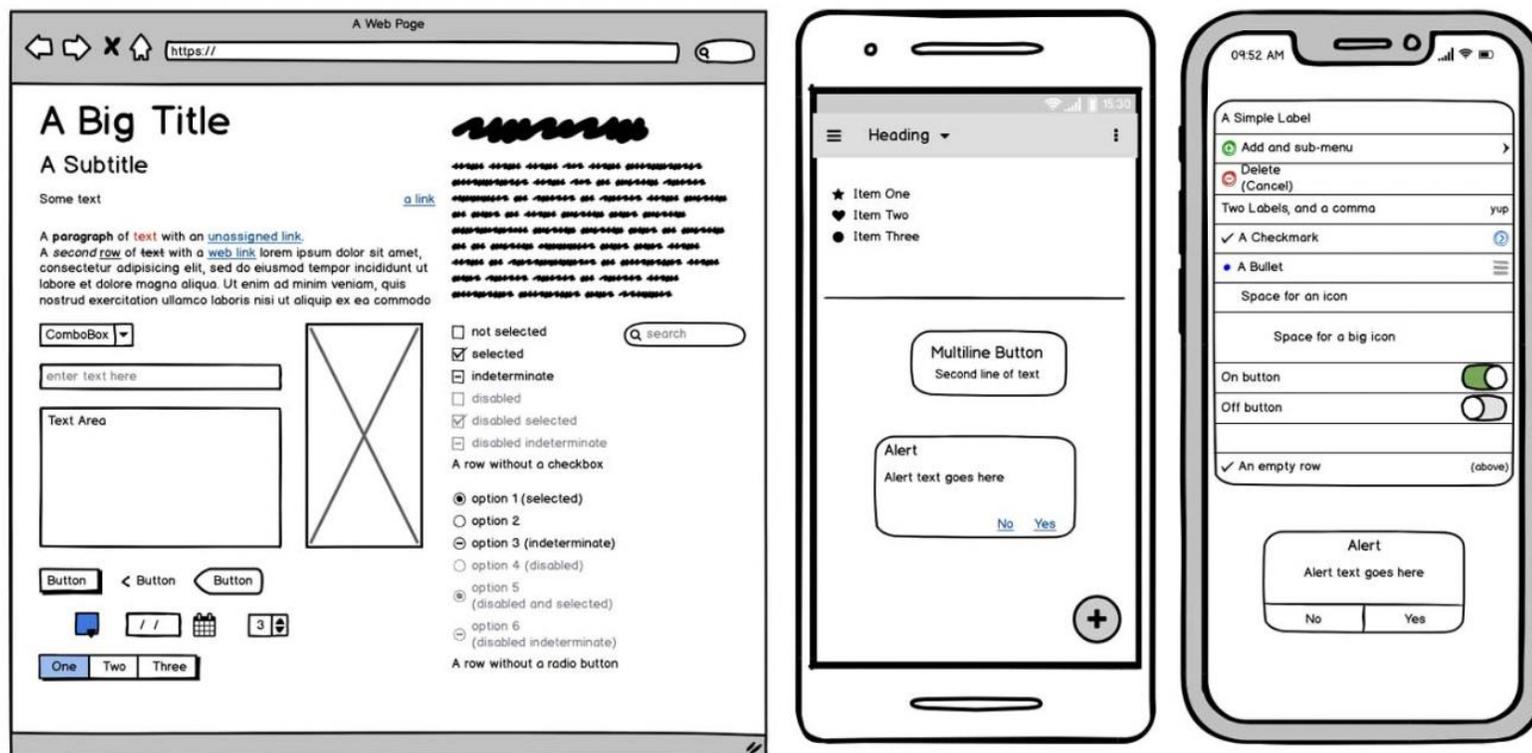 A Web Page
https://
A Big Title
A Subtitle
Some text
a link
A paragraph of text with an unassigned link.
A second row of text with a web link lorem ipsum dolor sit amet,
consectetur adipisicing elit, sed do eiusmod tempor incididunt ut
labore et dolore magna aliqua. Ut enim ad minim veniam, quis
nostrud exercitation ullamco laboris nisi ut aliquip ex ea commodo
ComboBox
enter text here
Text Area
Button
< Button
Button
/ /
3
One
Two
Three
not selected
selected
indeterminate
disabled
disabled selected
disabled indeterminate
A row without a checkbox
search
option 1 (selected)
option 2
option 3 (indeterminate)
option 4 (disabled)
option 5
(disabled and selected)
option 6
(disabled indeterminate)
A row without a radio button
15:30
Heading
Item One
Item Two
Item Three
Multiline Button
Second line of text
Alert
Alert text goes here
No
Yes
09:52 AM
A Simple Label
Add and sub-menu
Delete
(Cancel)
Two Labels, and a comma
yup
A Checkmark
A Bullet
Space for an icon
Space for a big icon
On button
Off button
An empty row
(above)
Alert
Alert text goes here
No
Yes